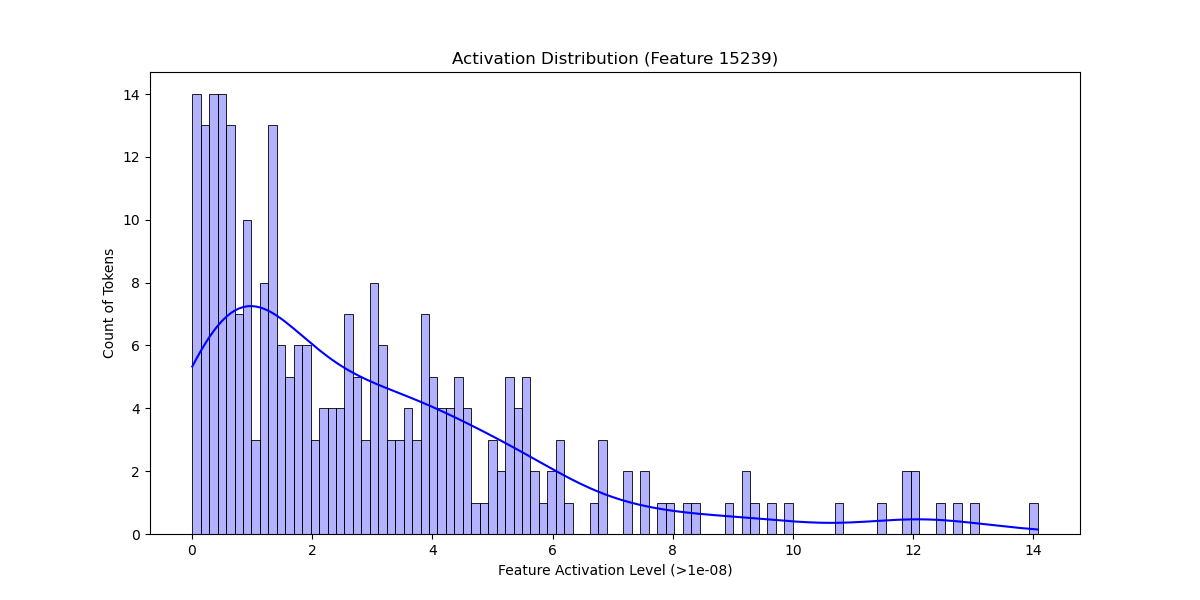 Activation Distribution (Feature 15239)
14
12
10
8
6
4
2
0
Count of Tokens
0 2 4 6 8 10 12 14
Feature Activation Level (>1e-08)